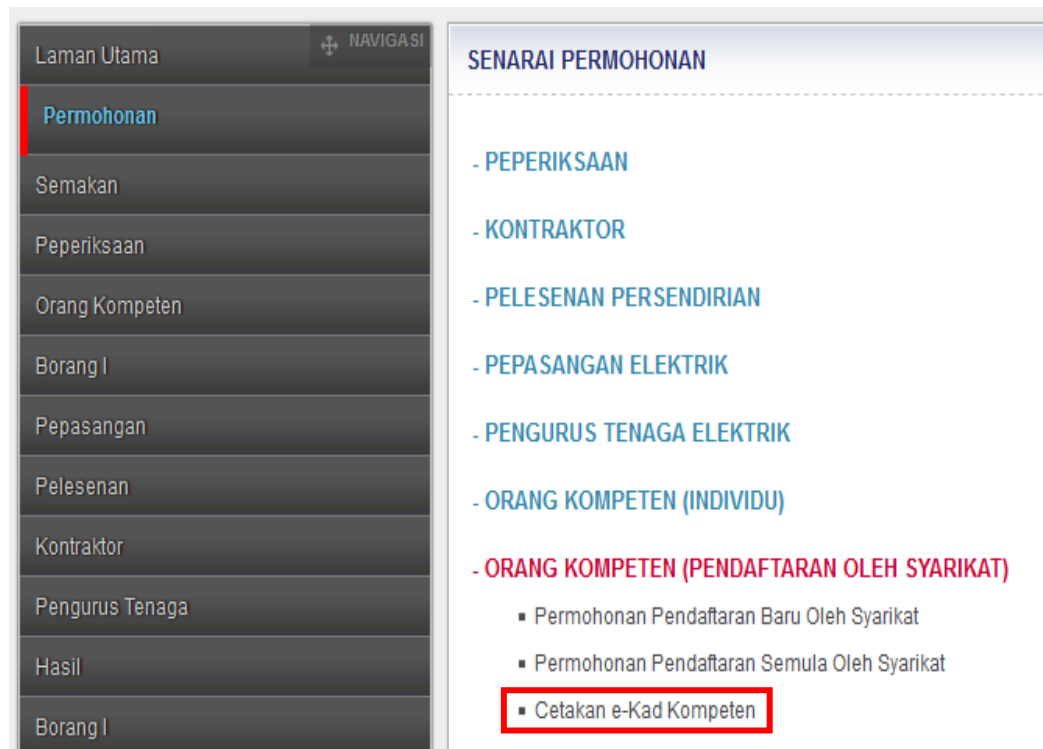 NAVIGASI
Laman Utama
Permohonan
Semakan
Peperiksaan
Orang Kompeten
Borang I
Pepasangan
Pelesenan
Kontraktor
Pengurus Tenaga
Hasil
Borang I
SENARAI PERMOHONAN
- PEPERIKSAAN
- KONTRAKTOR
- PELESENAN PERSENDIRIAN
- PEPASANGAN ELEKTRIK
- PENGURUS TENAGA ELEKTRIK
- ORANG KOMPETEN (INDIVIDU)
- ORANG KOMPETEN (PENDAFTARAN OLEH SYARIKAT)
▪ Permohonan Pendaftaran Baru Oleh Syarikat
▪ Permohonan Pendaftaran Semula Oleh Syarikat
▪ Cetakan e-Kad Kompeten